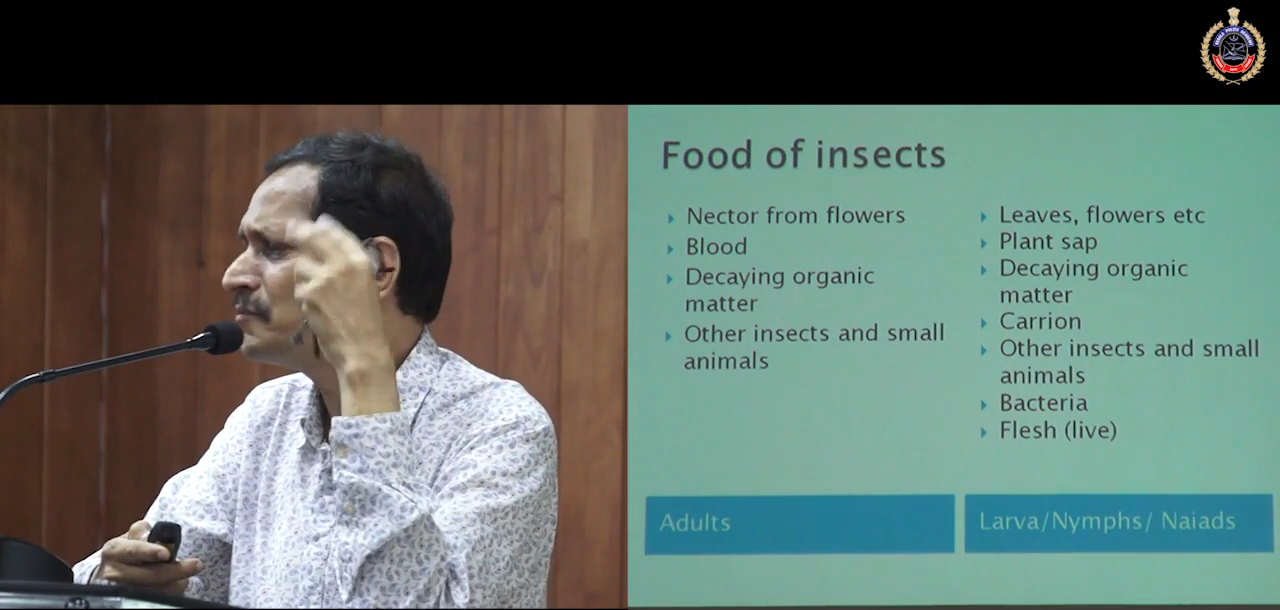 Food of insects
Nector from flowers
Blood
Decaying organic
matter
Other insects and small
animals
Adults
Leaves, flowers etc
Plant sap
Decaying organic
matter
Carrion
Other insects and small
animals
Bacteria
Flesh (live)
Larva/Nymphs/ Naiads